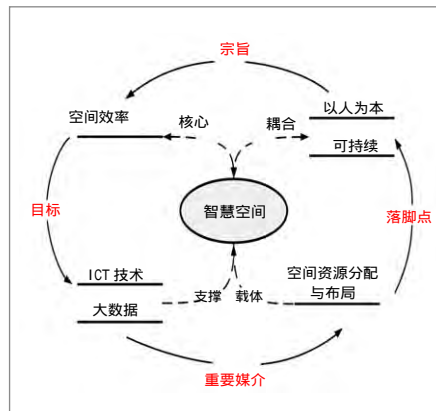 宗旨
空间效率
核心
耦合
以人为本
可持续
目标
智慧空间
落脚点
ICT 技术
大数据
支撑
载体
空间资源分配
与布局
重要媒介